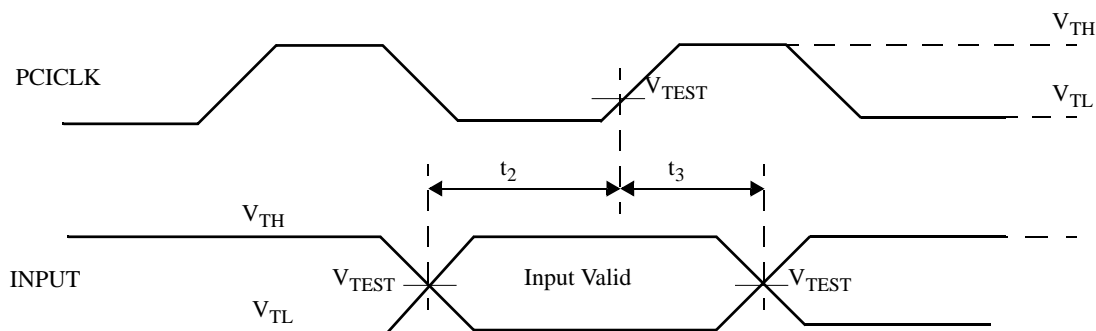 V_TH
PCICLK
V_TEST
V_TL
t_2
t_3
V_TH
INPUT
V_TEST
Input Valid
V_TEST
V_TL